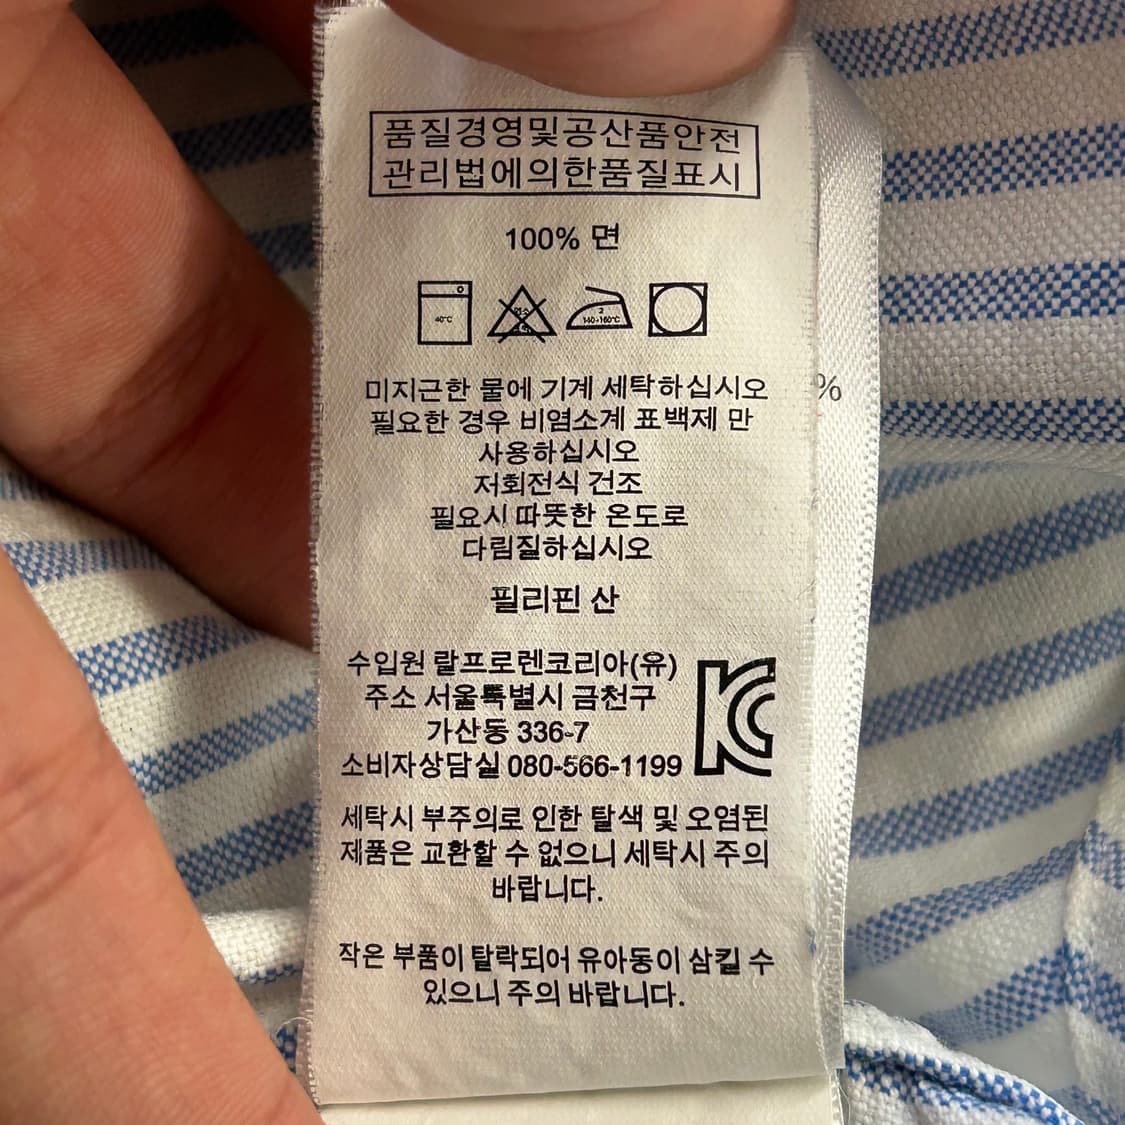 품질경영및공산품안전
관리법에의한품질표시
100% 면
40°C
염소
2
140~160°C
미지근한 물에 기계 세탁하십시오
필요한 경우 비염소계 표백제 만
사용하십시오
저회전식 건조
필요시 따뜻한 온도로
다림질하십시오
필리핀 산
수입원 랄프로렌코리아(유)
주소 서울특별시 금천구
가산동 336-7
소비자상담실 080-566-1199
세탁시 부주의로 인한 탈색 및 오염된
제품은 교환할 수 없으니 세탁시 주의
바랍니다.
작은 부품이 탈락되어 유아동이 삼킬 수
있으니 주의 바랍니다.
%